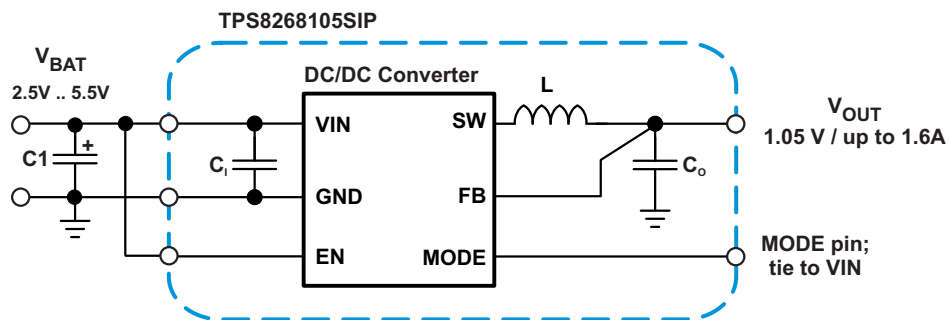 TPS8268105SIP
V_BAT
2.5V .. 5.5V
DC/DC Converter
L
VIN
SW
V_OUT
1.05 V / up to 1.6A
C1
+
C_I
C_O
GND
FB
EN
MODE
MODE pin;
tie to VIN